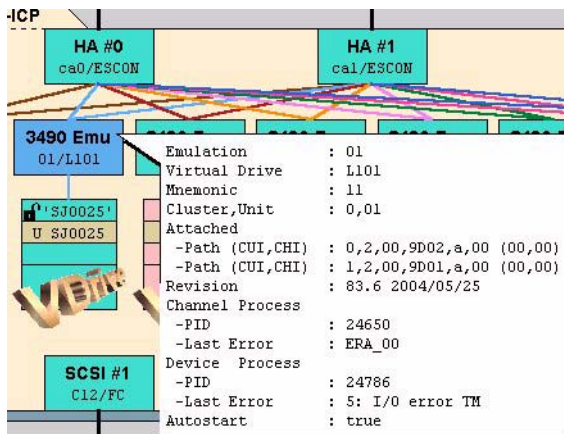 -ICP
HA #0
ca0/ESCON
HA #1
ca1/ESCON
3490 Emu
01/L101
'SJ0025'
U SJ0025
VDrive
SCSI #1
C12/FC
Emulation : 01
Virtual Drive : L101
Mnemonic : 11
Cluster,Unit : 0,01
Attached
-Path (CUI,CHI) : 0,2,00,9D02,a,00 (00,00)
-Path (CUI,CHI) : 1,2,00,9D01,a,00 (00,00)
Revision : 83.6 2004/05/25
Channel Process
-PID : 24650
-Last Error : ERA_00
Device Process
-PID : 24786
-Last Error : 5: I/O error TM
Autostart : true